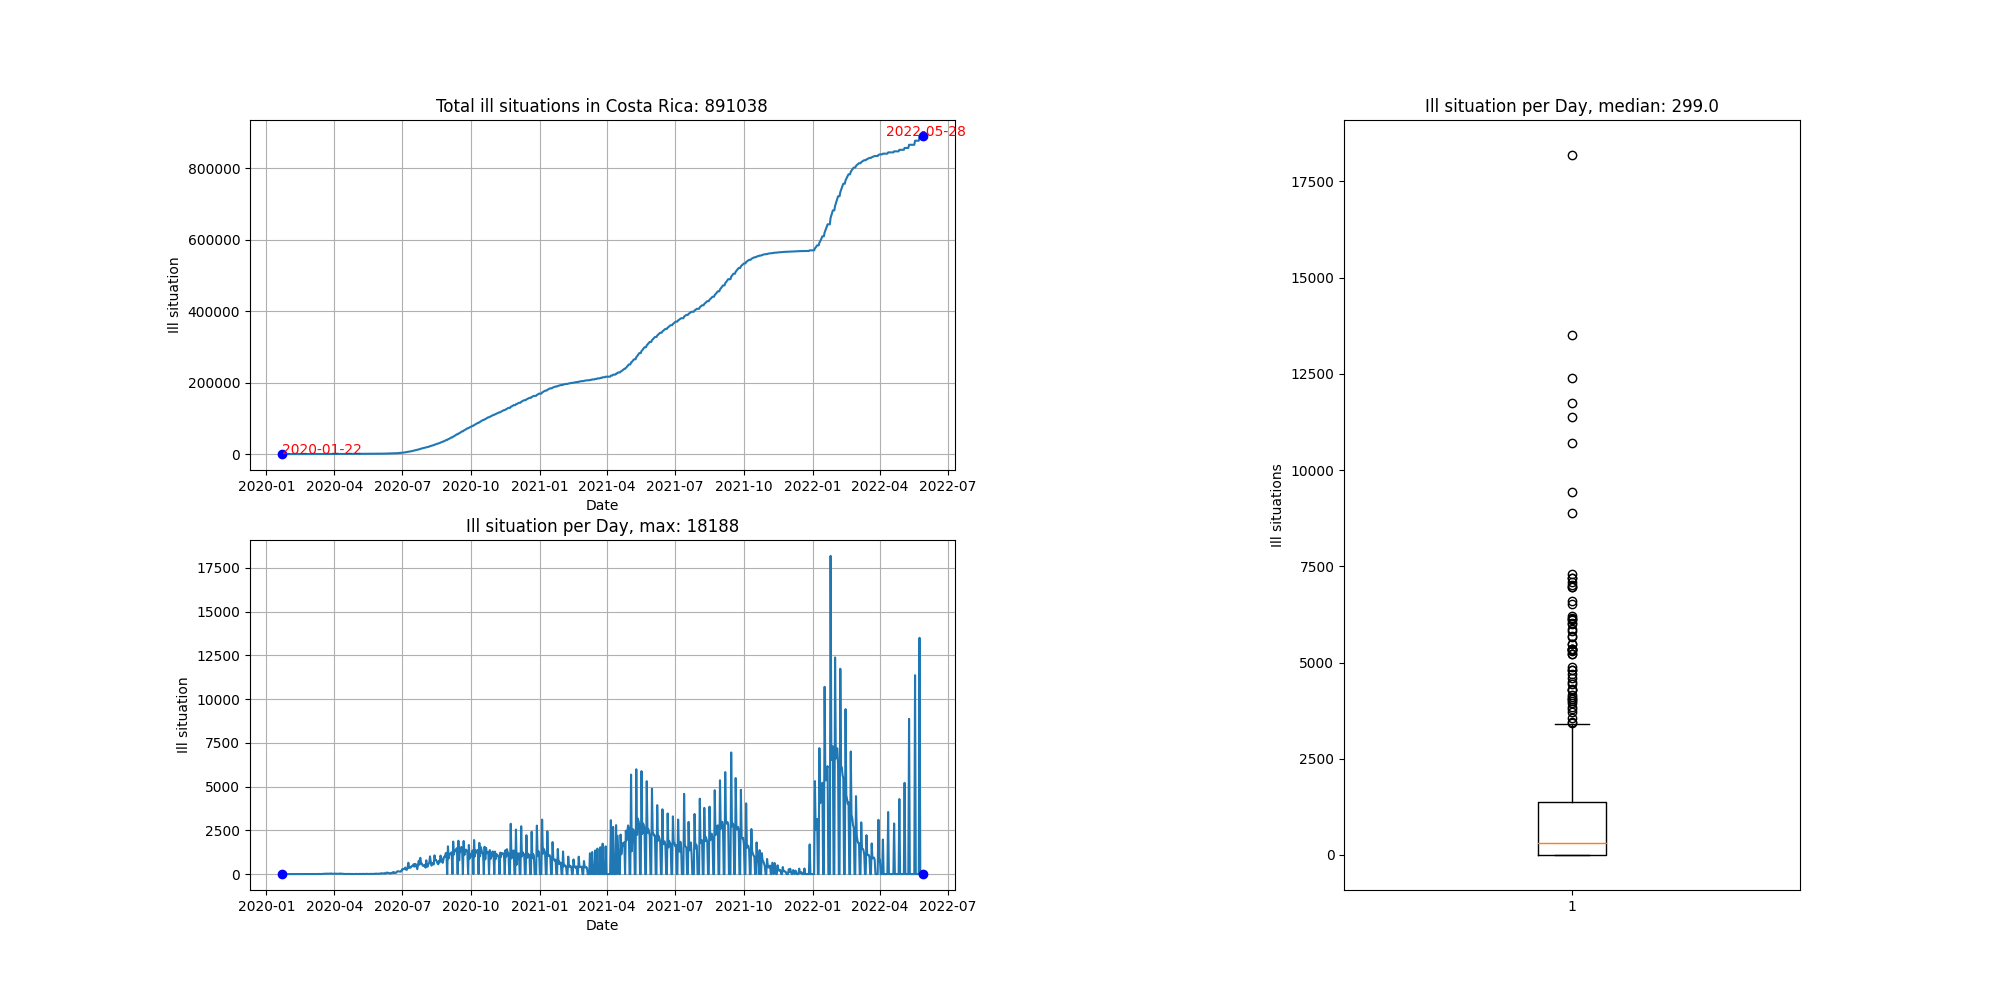 Total ill situations in Costa Rica: 891038
2022-05-28
800000
600000
400000
200000
0
Ill situation
2020-01-22
2020-01 2020-04 2020-07 2020-10 2021-01 2021-04 2021-07 2021-10 2022-01 2022-04 2022-07
Date
Ill situation per Day, max: 18188
17500
15000
12500
10000
7500
5000
2500
0
Ill situation
2020-01 2020-04 2020-07 2020-10 2021-01 2021-04 2021-07 2021-10 2022-01 2022-04 2022-07
Date
Ill situation per Day, median: 299.0
17500
15000
12500
10000
7500
5000
2500
0
Ill situations
1